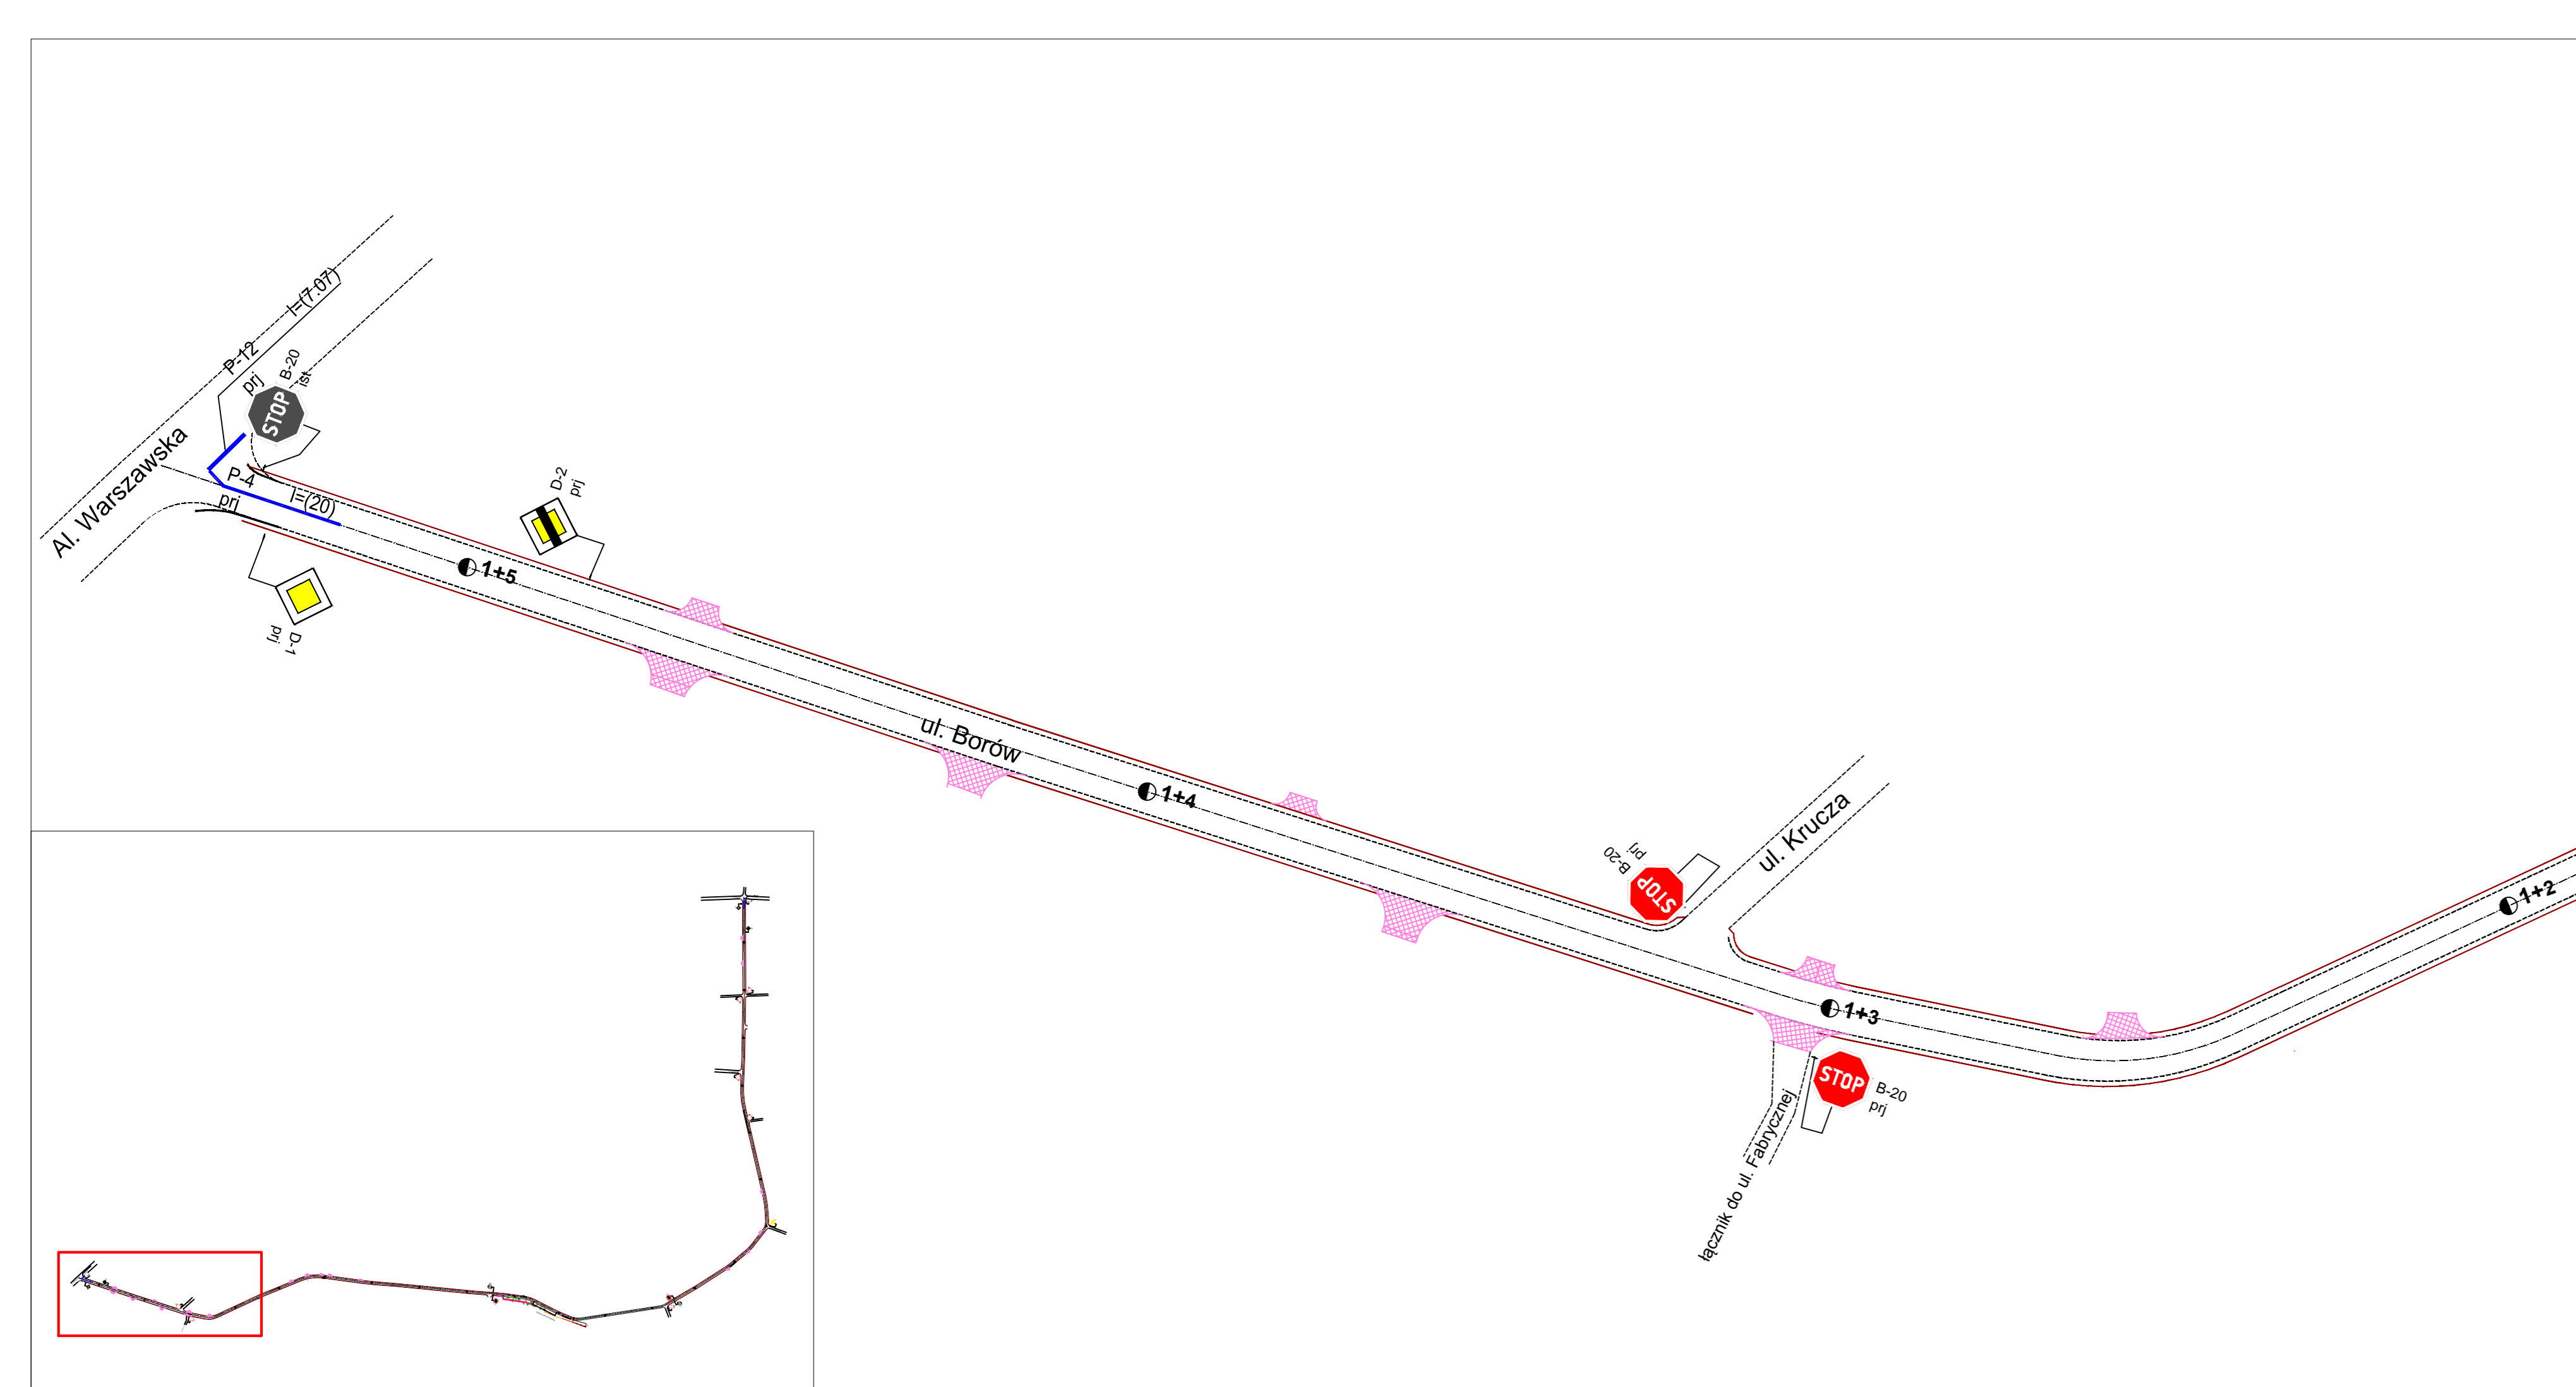 l=(7.07)
P-12
prj
B-20
ist
STOP
Al. Warszawska
P-4
prj
l=(20)
D-2
prj
1+5
D-1
prj
ul. Borów
1+4
ul. Krucza
B-20
prj
STOP
1+2
1+3
STOP
B-20
prj
łącznik do ul. Fabrycznej